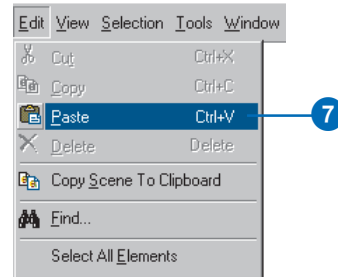 Edit View Selection Tools Window
Cut Ctrl+X
Copy Ctrl+C
Paste Ctrl+V 7
Delete Delete
Copy Scene To Clipboard
Find...
Select All Elements